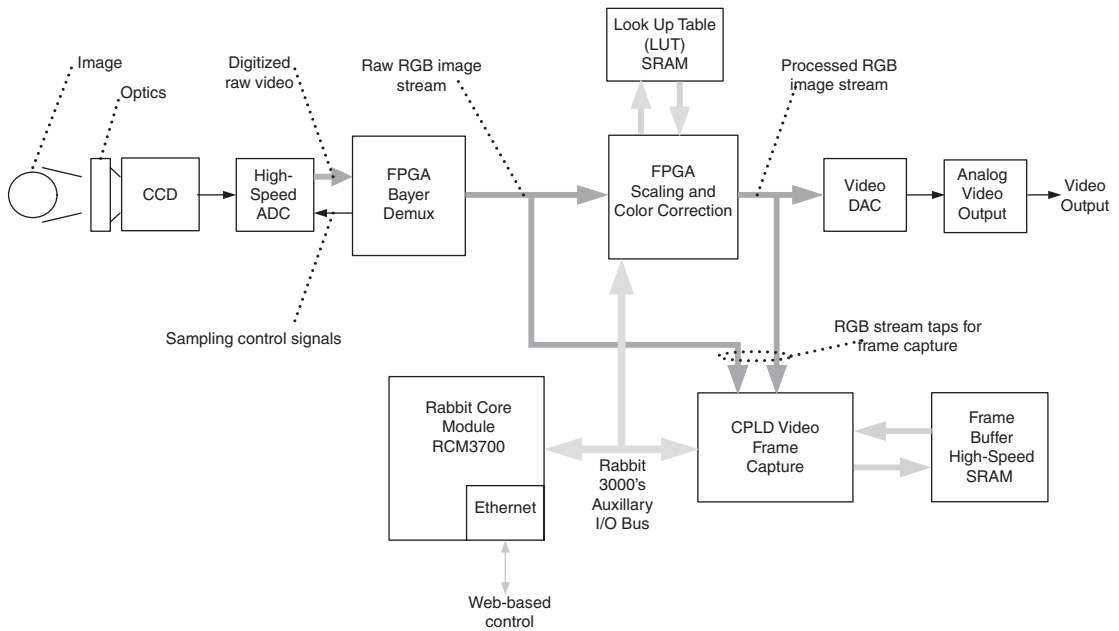 Image
Optics
Digitized
raw video
Raw RGB image
stream
Look Up Table
(LUT)
SRAM
Processed RGB
image stream
CCD
High-
Speed
ADC
FPGA
Bayer
Demux
FPGA
Scaling and
Color Correction
Video
DAC
Analog
Video
Output
Video
Output
Sampling control signals
RGB stream taps for
frame capture
Rabbit Core
Module
RCM3700
Ethernet
Rabbit
3000's
Auxillary
I/O Bus
CPLD Video
Frame
Capture
Frame
Buffer
High-Speed
SRAM
Web-based
control